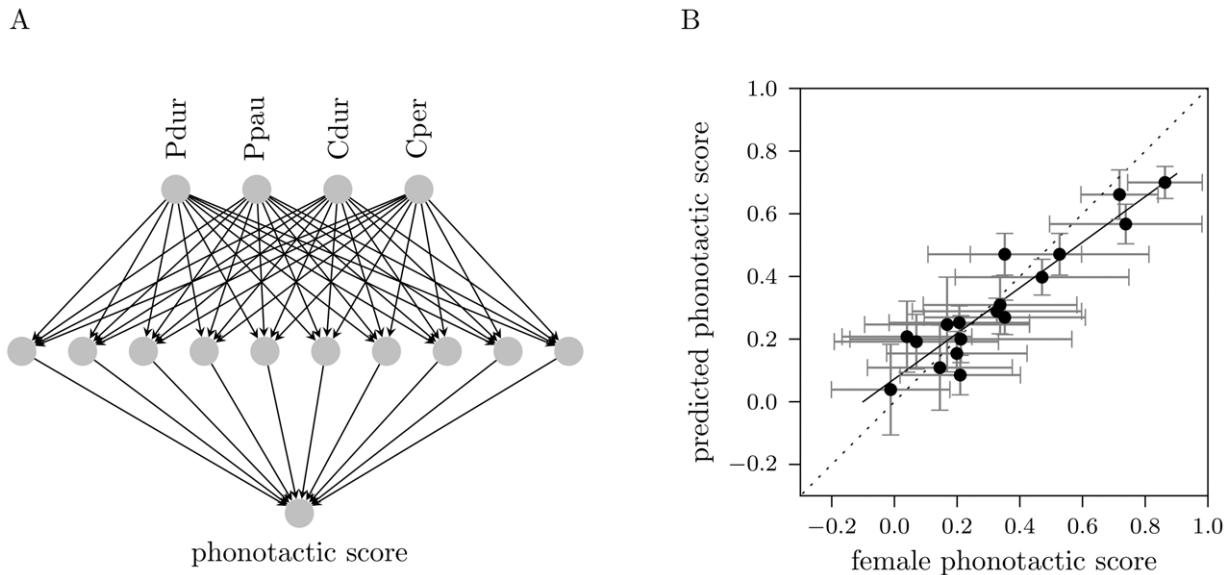 A
B
Pdur
Ppau
Cdur
Cper
phonotactic score
predicted phonotactic score
1.0
0.8
0.6
0.4
0.2
0.0
−0.2
−0.2
0.0
0.2
0.4
0.6
0.8
1.0
female phonotactic score